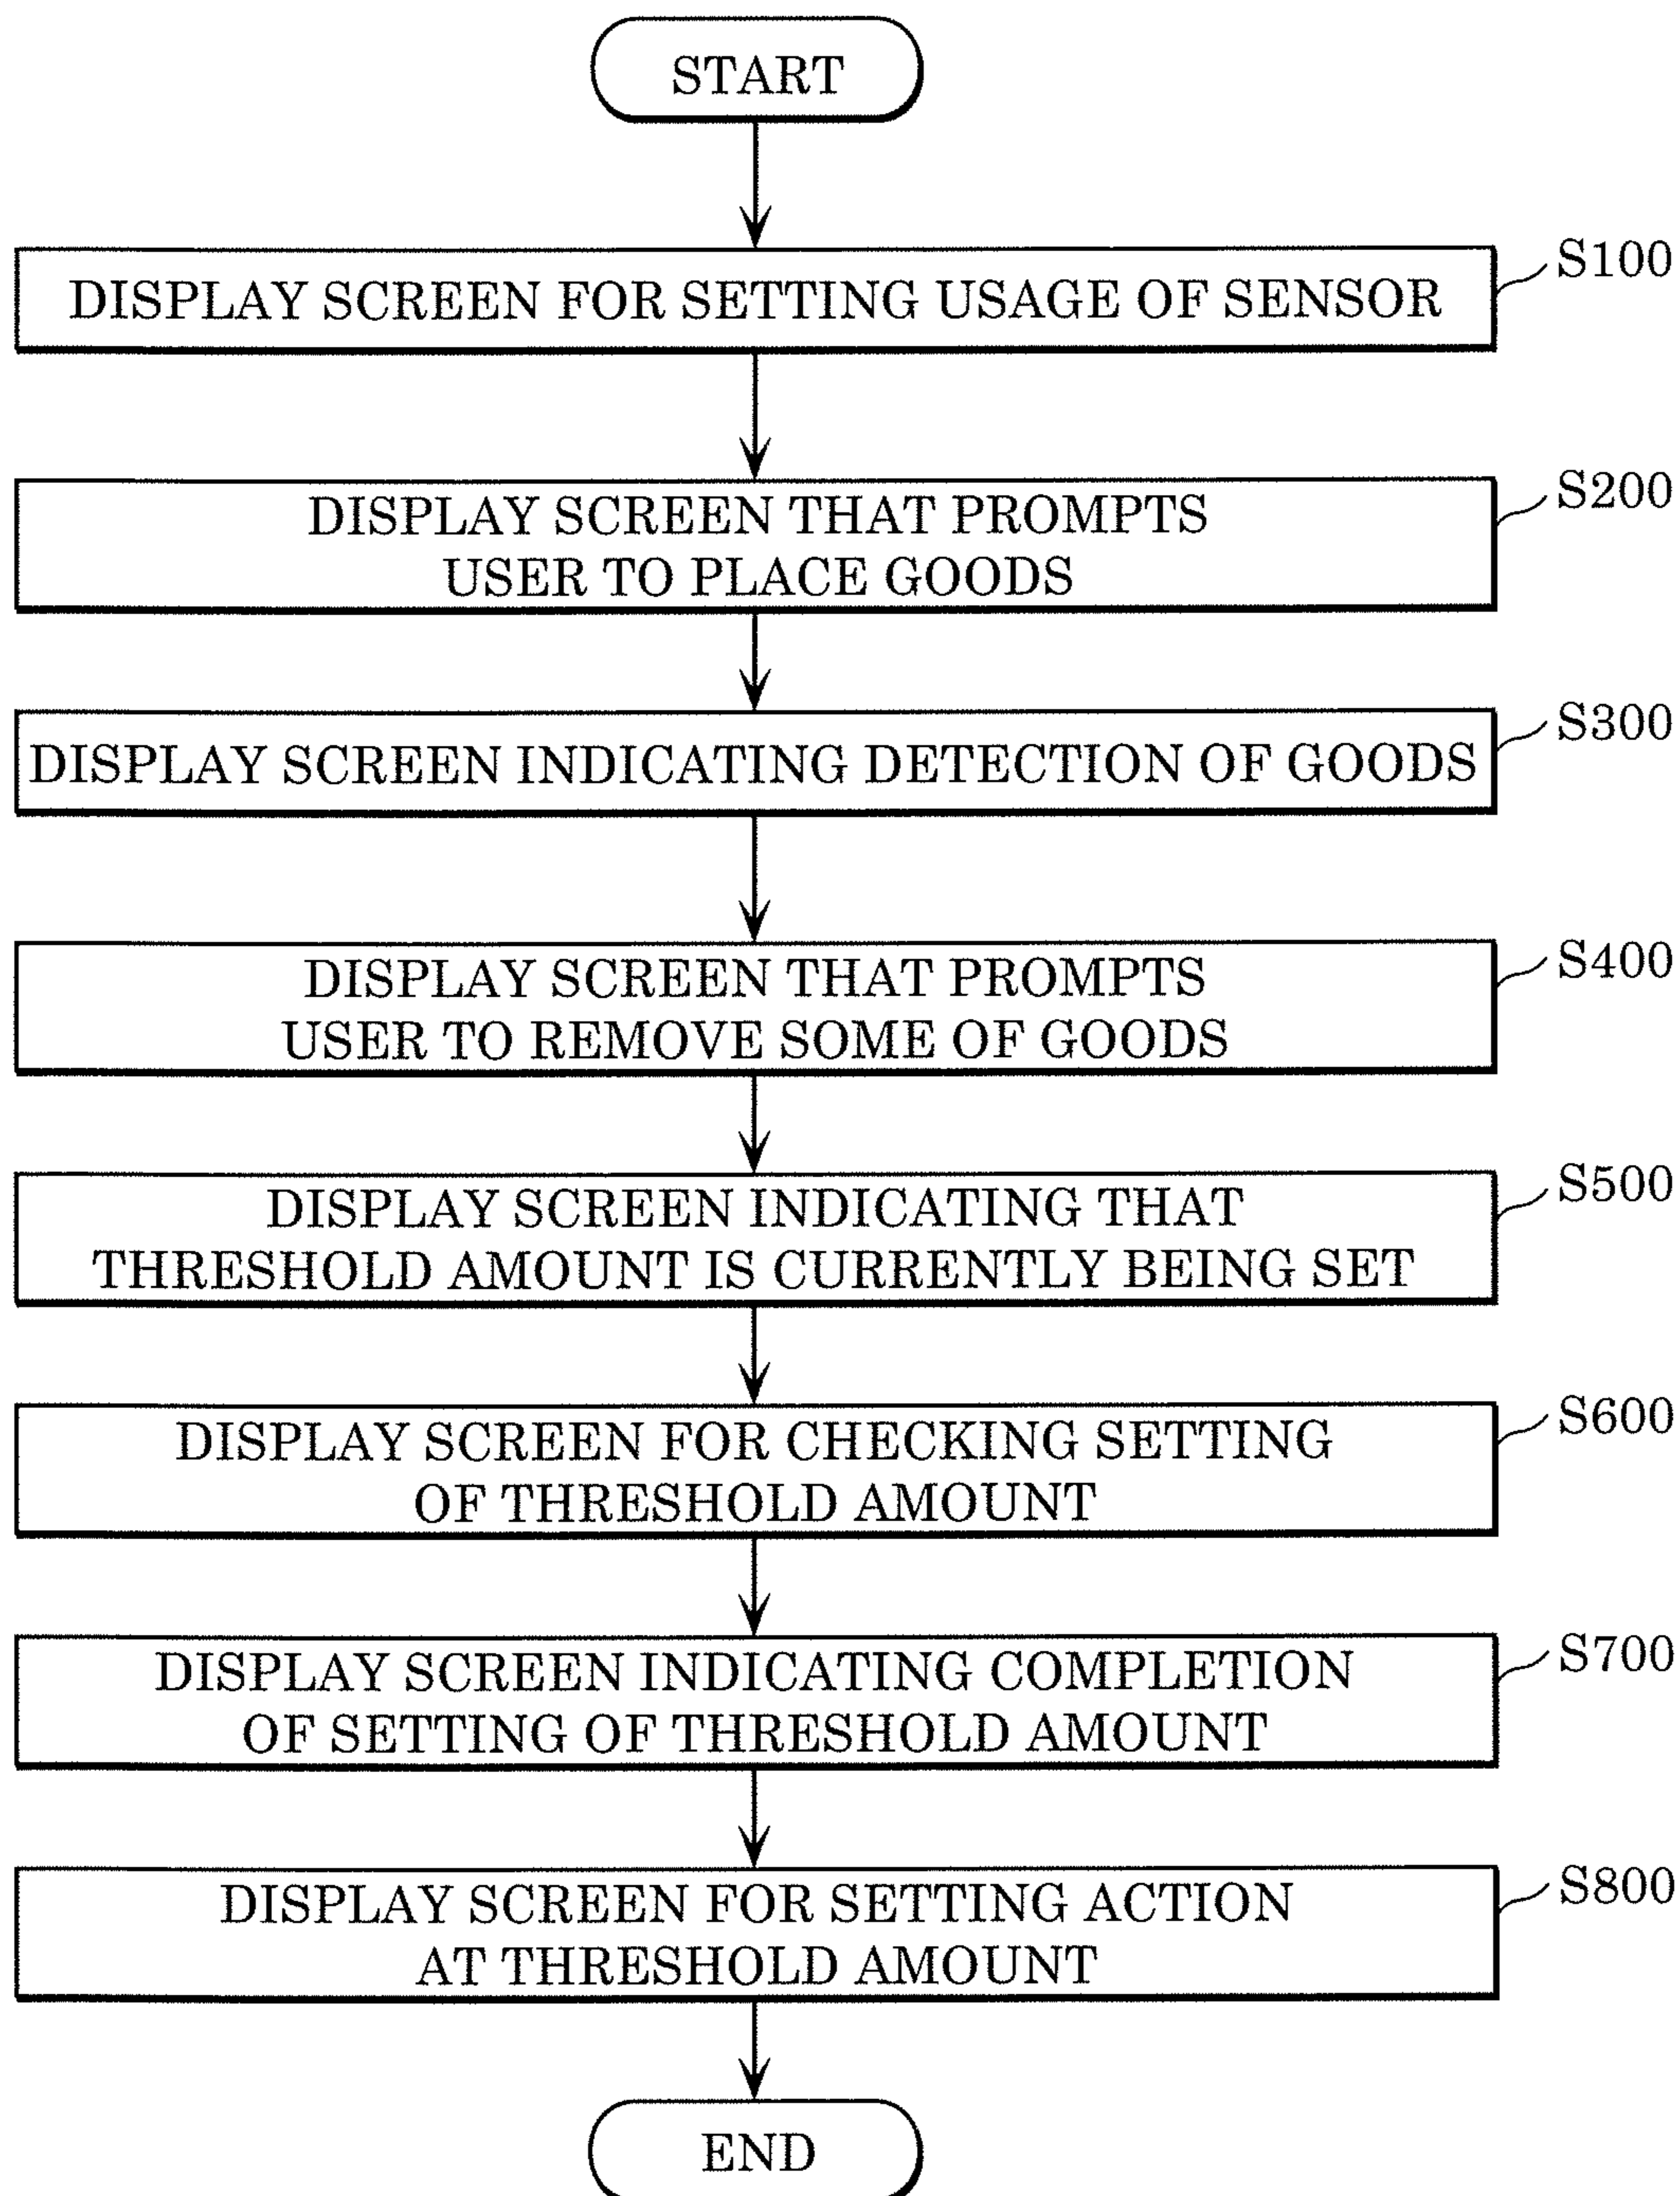 START
DISPLAY SCREEN FOR SETTING USAGE OF SENSOR
S100
DISPLAY SCREEN THAT PROMPTS
USER TO PLACE GOODS
S200
DISPLAY SCREEN INDICATING DETECTION OF GOODS
S300
DISPLAY SCREEN THAT PROMPTS
USER TO REMOVE SOME OF GOODS
S400
DISPLAY SCREEN INDICATING THAT
THRESHOLD AMOUNT IS CURRENTLY BEING SET
S500
DISPLAY SCREEN FOR CHECKING SETTING
OF THRESHOLD AMOUNT
S600
DISPLAY SCREEN INDICATING COMPLETION
OF SETTING OF THRESHOLD AMOUNT
S700
DISPLAY SCREEN FOR SETTING ACTION
AT THRESHOLD AMOUNT
S800
END